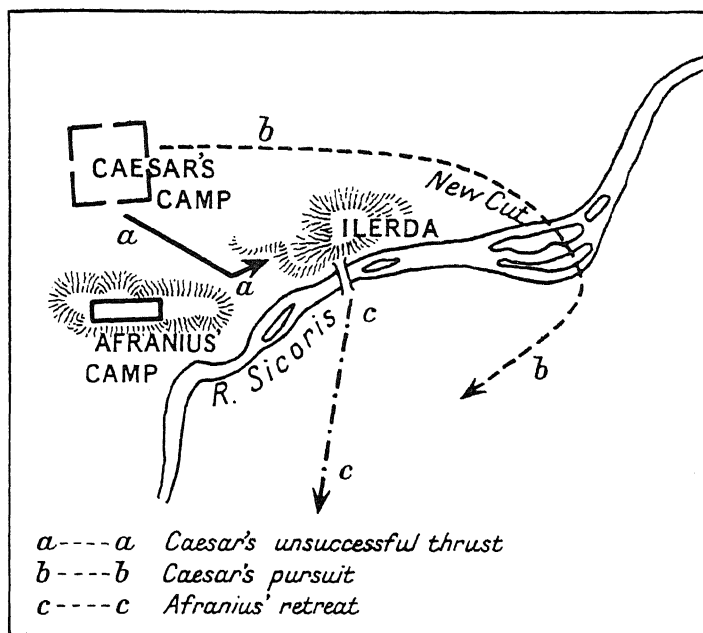 b
CAESAR'S
CAMP
New Cut
a
ILERDA
a
c
AFRANIUS'
CAMP
R. Sicoris
b
c
a----a Caesar's unsuccessful thrust
b----b Caesar's pursuit
c----c Afranius' retreat